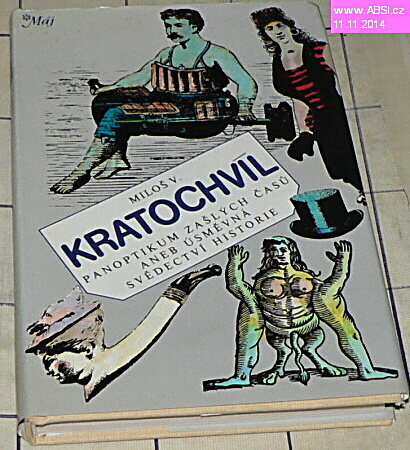 www.ABSI.cz
11.11.2014
Máj
MILOŠ V.
KRATOCHVÍL
PANOPTIKUM ZAŠLÝCH ČASŮ
ANEB ÚSMĚVNÁ
SVĚDECTVÍ HISTORIE